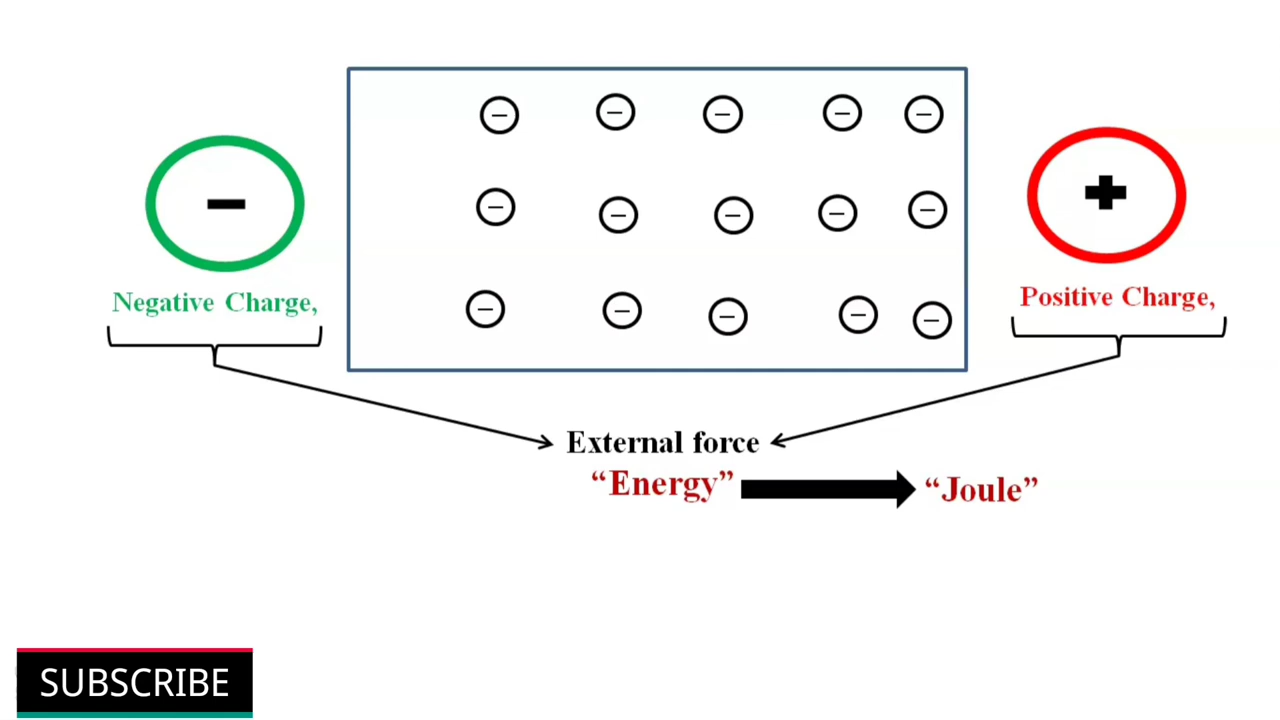 Negative Charge,
Positive Charge,
External force
“Energy”
“Joule”
SUBSCRIBE